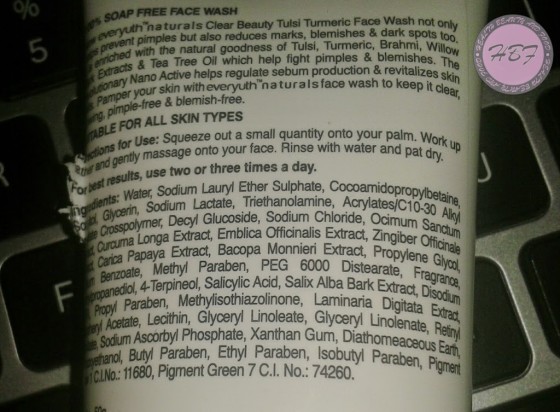 % SOAP FREE FACE WASH
everyuth™naturals Clear Beauty Tulsi Turmeric Face Wash not only
prevent pimples but also reduces marks, blemishes & dark spots too.
enriched with the natural goodness of Tulsi, Turmeric, Brahmi, Willow
Extracts & Tea Tree Oil which help fight pimples & blemishes. The
Nano Active helps regulate sebum production & revitalizes skin
Pamper your skin with everyuth™naturals face wash to keep it clear,
pimple-free & blemish-free.
TABLE FOR ALL SKIN TYPES
for Use: Squeeze out a small quantity onto your palm. Work up
and gently massage onto your face. Rinse with water and pat dry.
For best results, use two or three times a day.
Ingredients: Water, Sodium Lauryl Ether Sulphate, Cocoamidopropylbetaine,
Glycerin, Sodium Lactate, Triethanolamine, Acrylates/C10-30 Alkyl
Crosspolymer, Decyl Glucoside, Sodium Chloride, Ocimum Sanctum
Curcuma Longa Extract, Emblica Officinalis Extract, Zingiber Officinale
Carica Papaya Extract, Bacopa Monnieri Extract, Propylene Glycol,
Benzoate, Methyl Paraben, PEG 6000 Distearate, Fragrance,
4-Terpineol, Salicylic Acid, Salix Alba Bark Extract, Disodium
Propyl Paraben, Methylisothiazolinone, Laminaria Digitata Extract,
Acetate, Lecithin, Glyceryl Linoleate, Glyceryl Linolenate, Retinyl
Sodium Ascorbyl Phosphate, Xanthan Gum, Diathomeaceous Earth,
Butyl Paraben, Ethyl Paraben, Isobutyl Paraben, Pigment
C.I.No.: 11680, Pigment Green 7 C.I. No.: 74260.
HBF
%
5
F
U